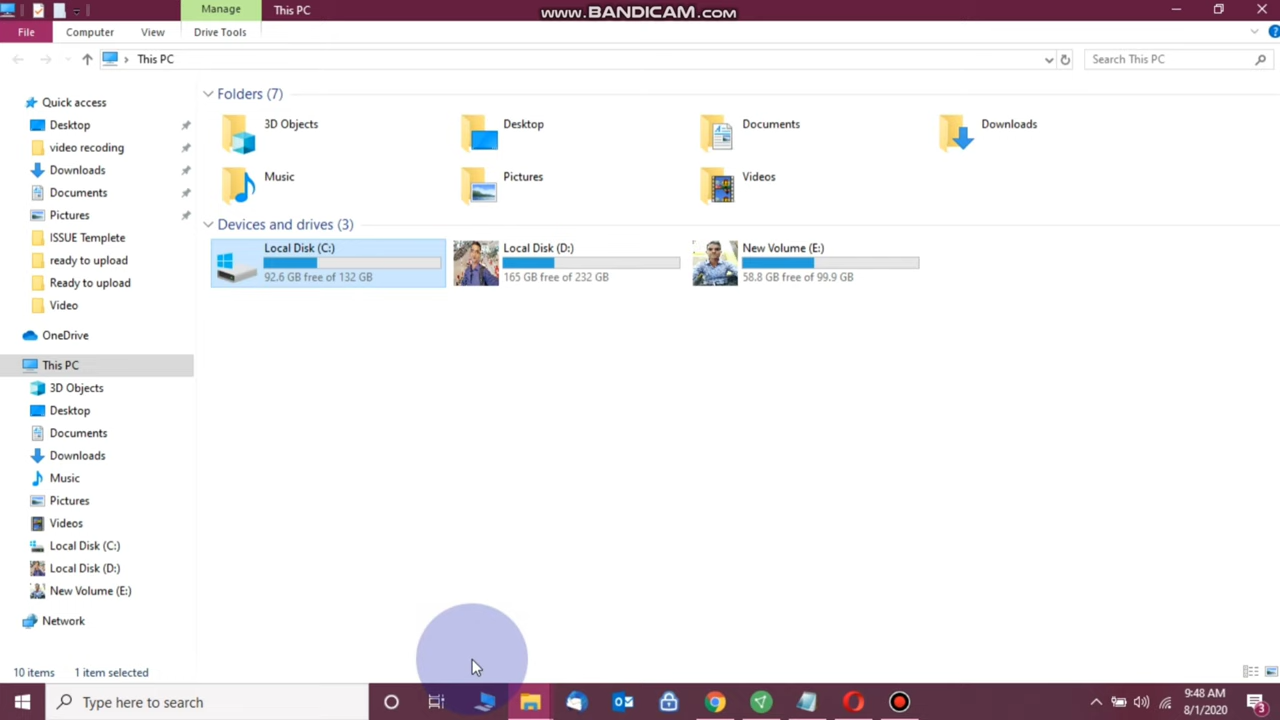 Manage
This PC
www.BANDICAM.com
File
Computer
View
Drive Tools
This PC
Search This PC
Quick access
Desktop
video recoding
Downloads
Documents
Pictures
ISSUE Templete
ready to upload
Ready to upload
Video
OneDrive
This PC
3D Objects
Desktop
Documents
Downloads
Music
Pictures
Videos
Local Disk (C:)
Local Disk (D:)
New Volume (E:)
Network
Folders (7)
3D Objects
Desktop
Documents
Downloads
Music
Pictures
Videos
Devices and drives (3)
Local Disk (C:)
92.6 GB free of 132 GB
Local Disk (D:)
165 GB free of 232 GB
New Volume (E:)
58.8 GB free of 99.9 GB
10 items
1 item selected
Type here to search
9:48 AM
8/1/2020
3